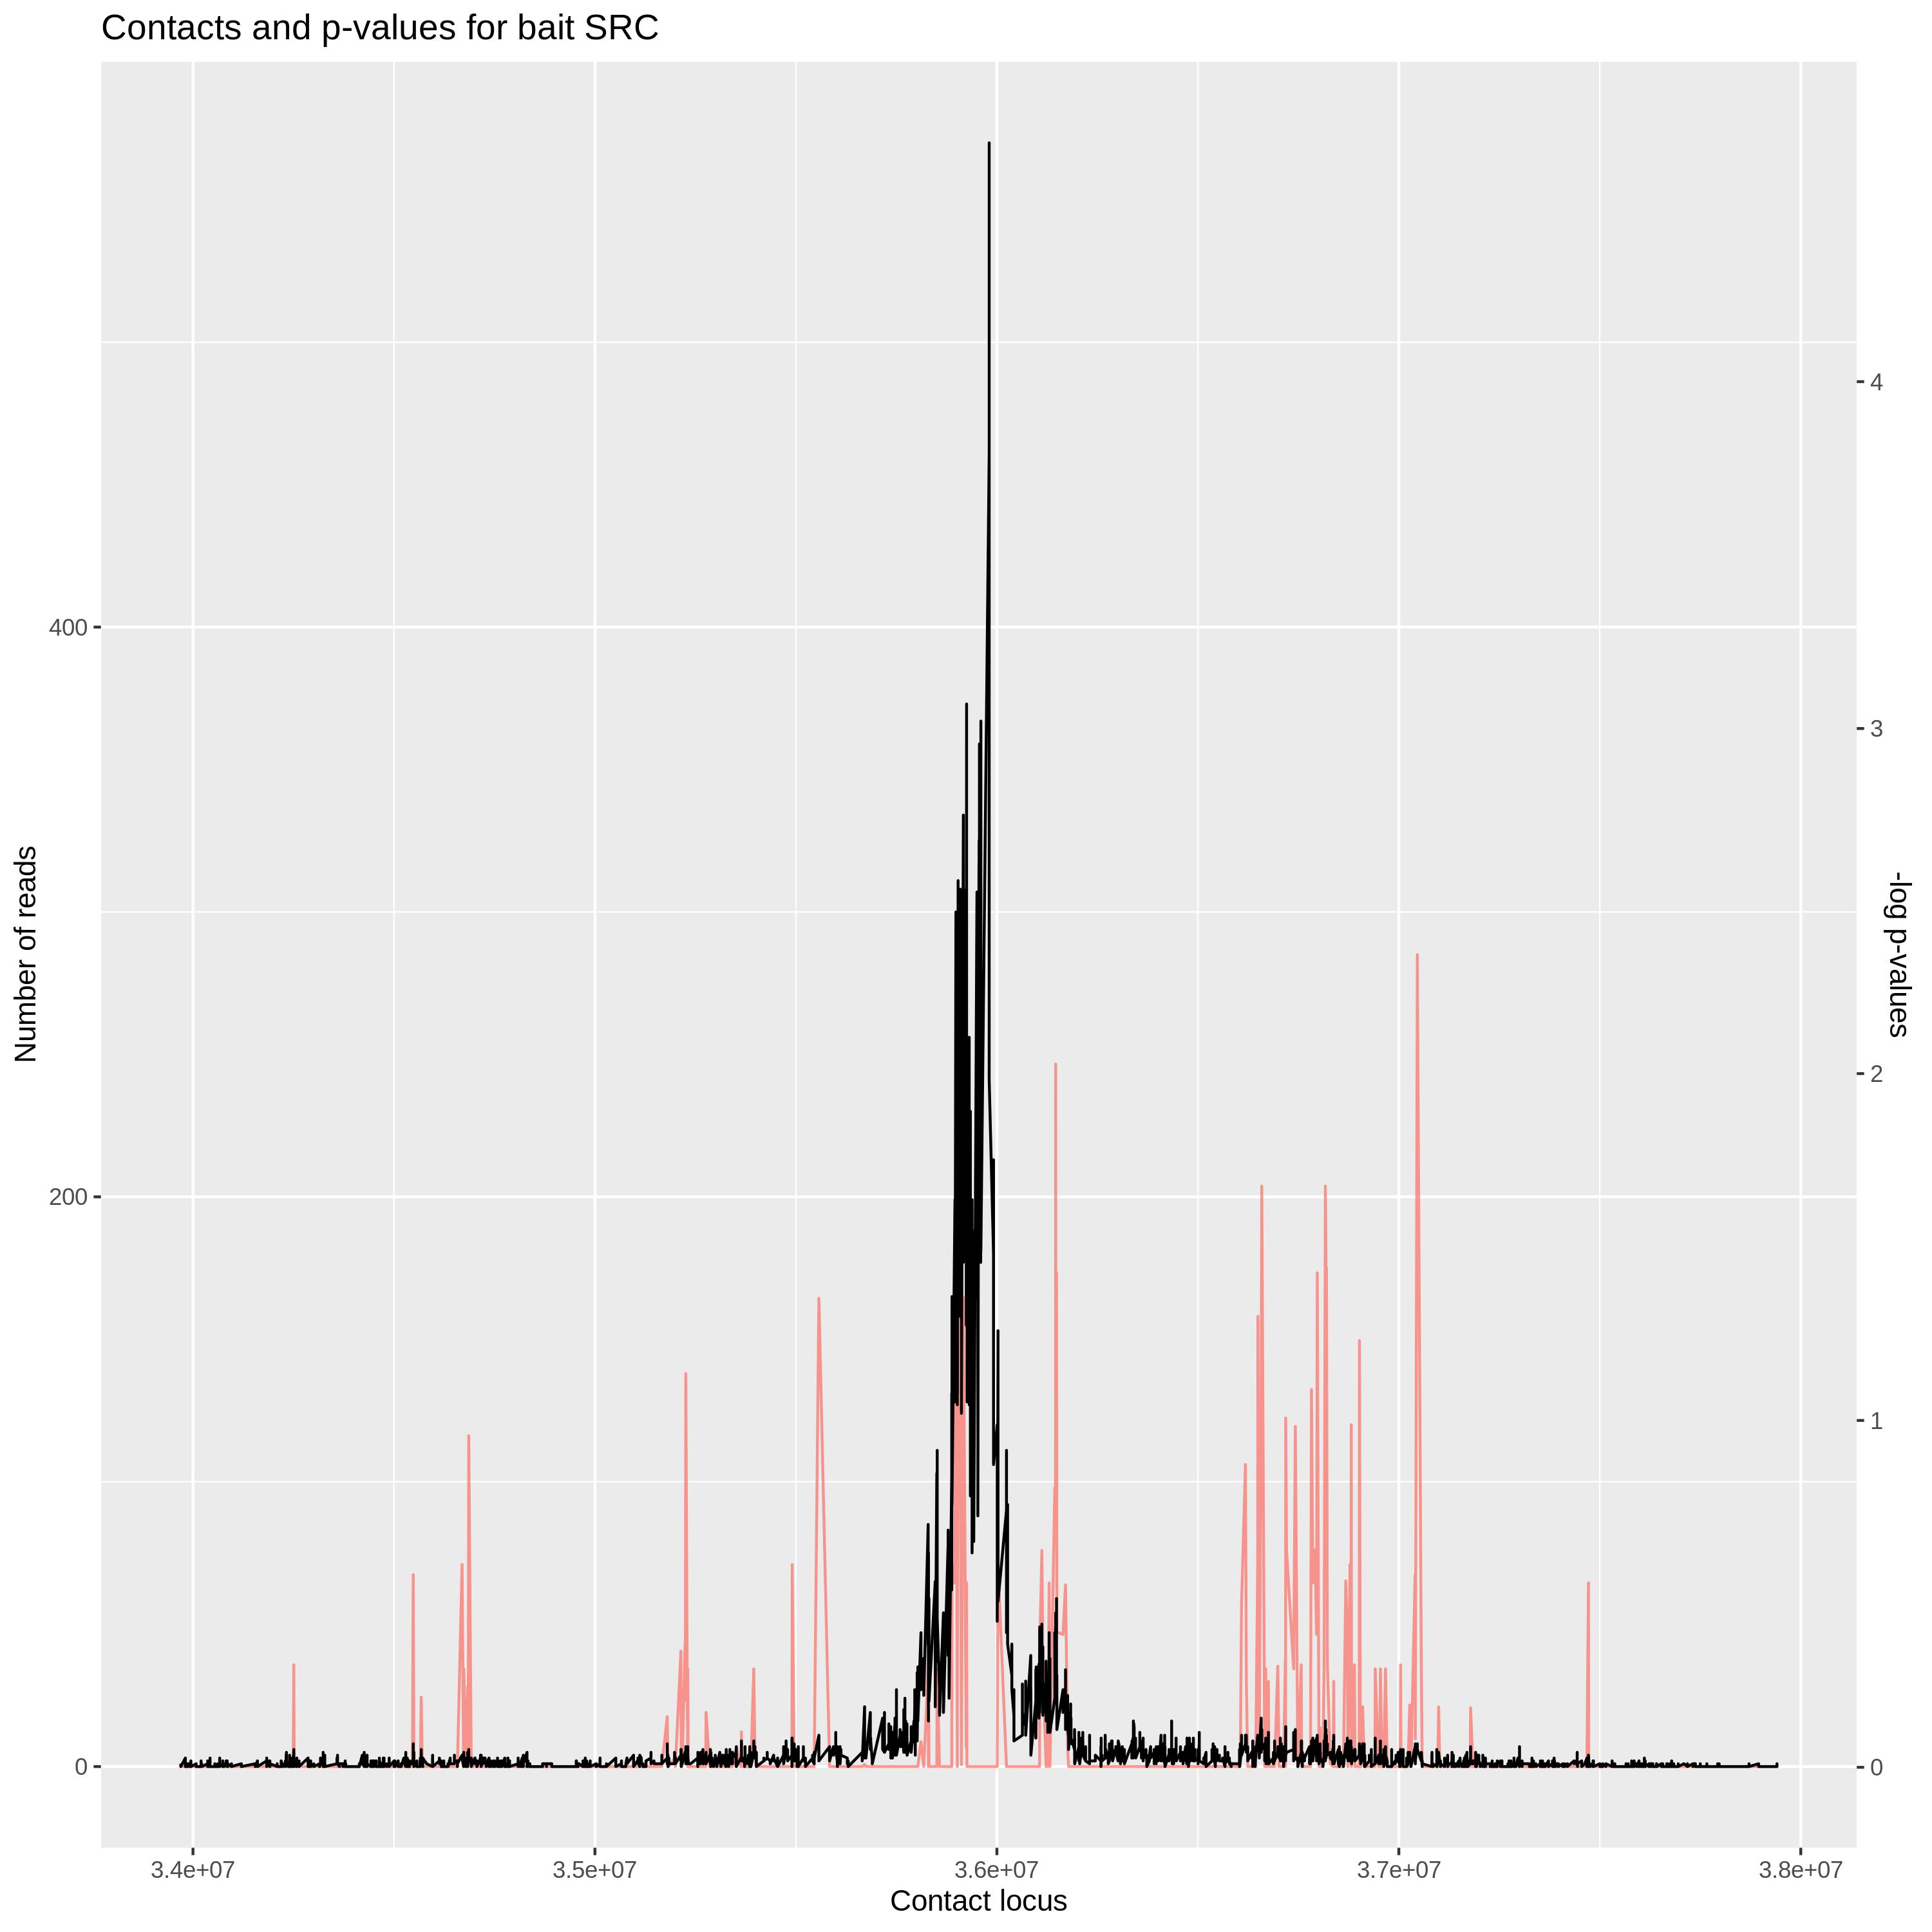 Contacts and p-values for bait SRC
Number of reads
400
200
0
4
3
2
1
0
-log p-values
3.4e+07
3.5e+07
3.6e+07
3.7e+07
3.8e+07
Contact locus